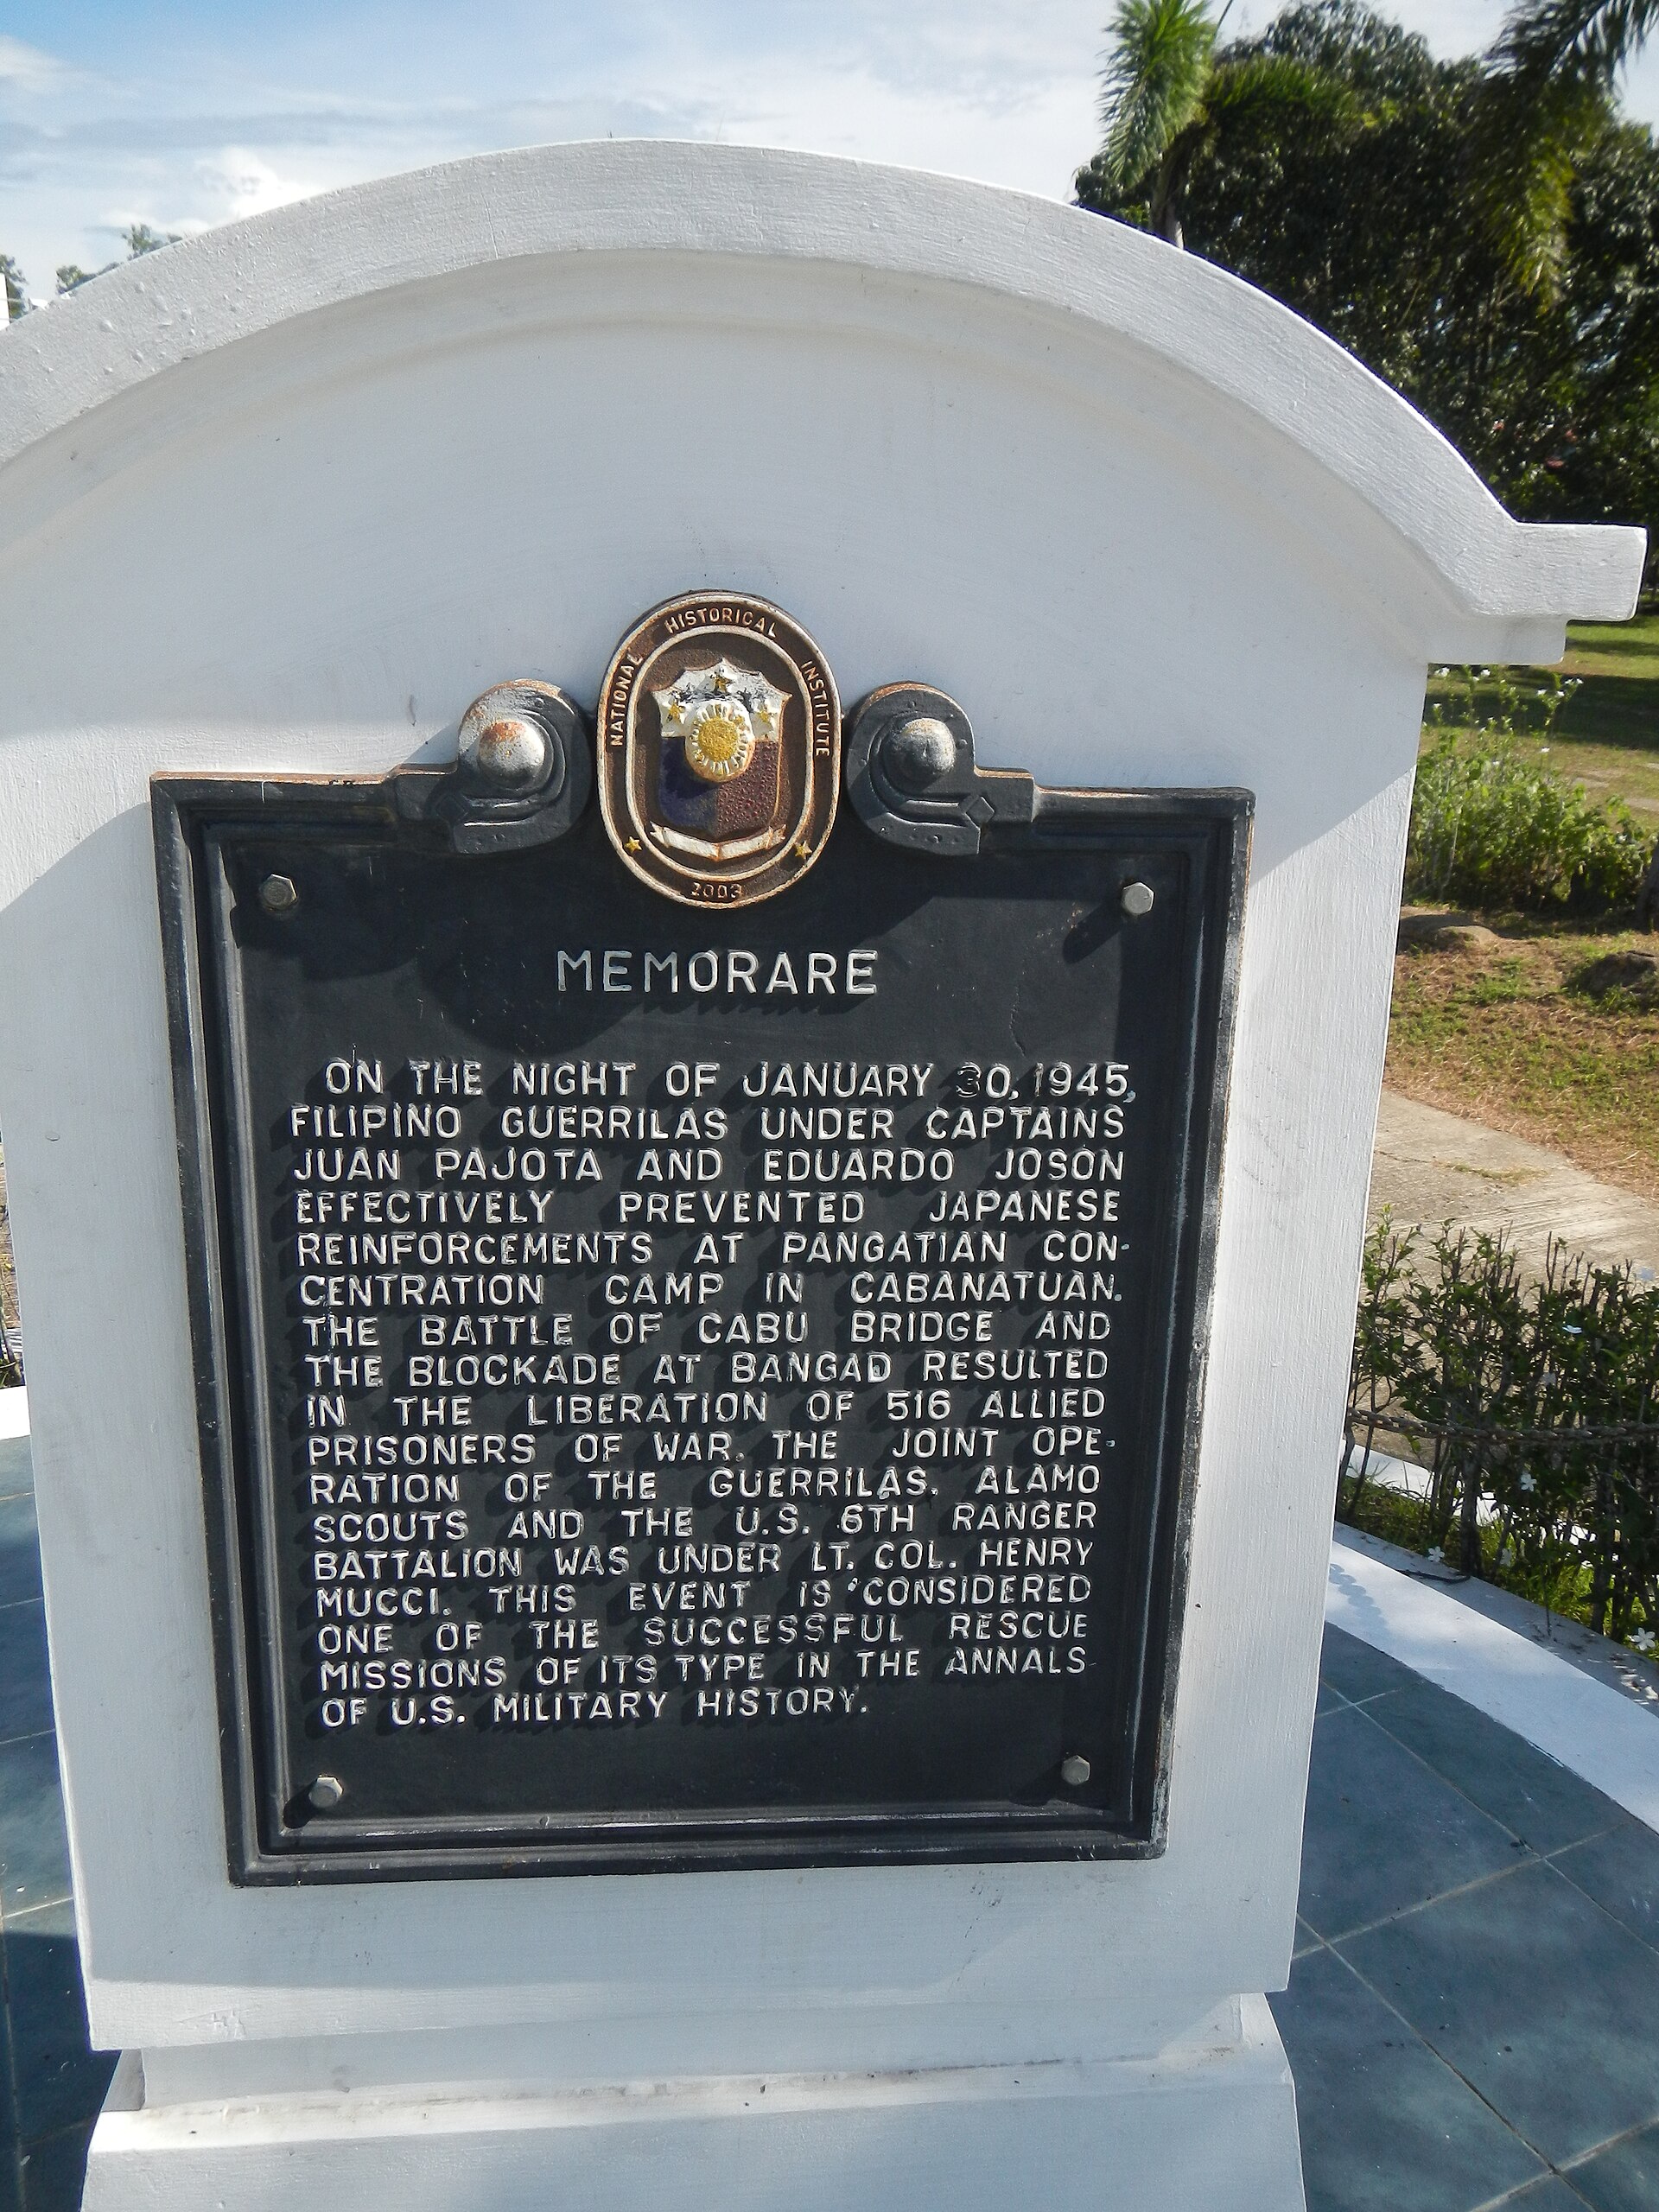 NATIONAL HISTORICAL INSTITUTE
2003
MEMORARE
ON THE NIGHT OF JANUARY 30, 1945,
FILIPINO GUERRILAS UNDER CAPTAINS
JUAN PAJOTA AND EDUARDO JOSON
EFFECTIVELY PREVENTED JAPANESE
REINFORCEMENTS AT PANGATIAN CON-
CENTRATION CAMP IN CABANATUAN.
THE BATTLE OF CABU BRIDGE AND
THE BLOCKADE AT BANGAD RESULTED
IN THE LIBERATION OF 516 ALLIED
PRISONERS OF WAR. THE JOINT OPE-
RATION OF THE GUERRILAS, ALAMO
SCOUTS AND THE U.S. 6TH RANGER
BATTALION WAS UNDER LT. COL. HENRY
MUCCI. THIS EVENT IS CONSIDERED
ONE OF THE SUCCESSFUL RESCUE
MISSIONS OF ITS TYPE IN THE ANNALS
OF U.S. MILITARY HISTORY.